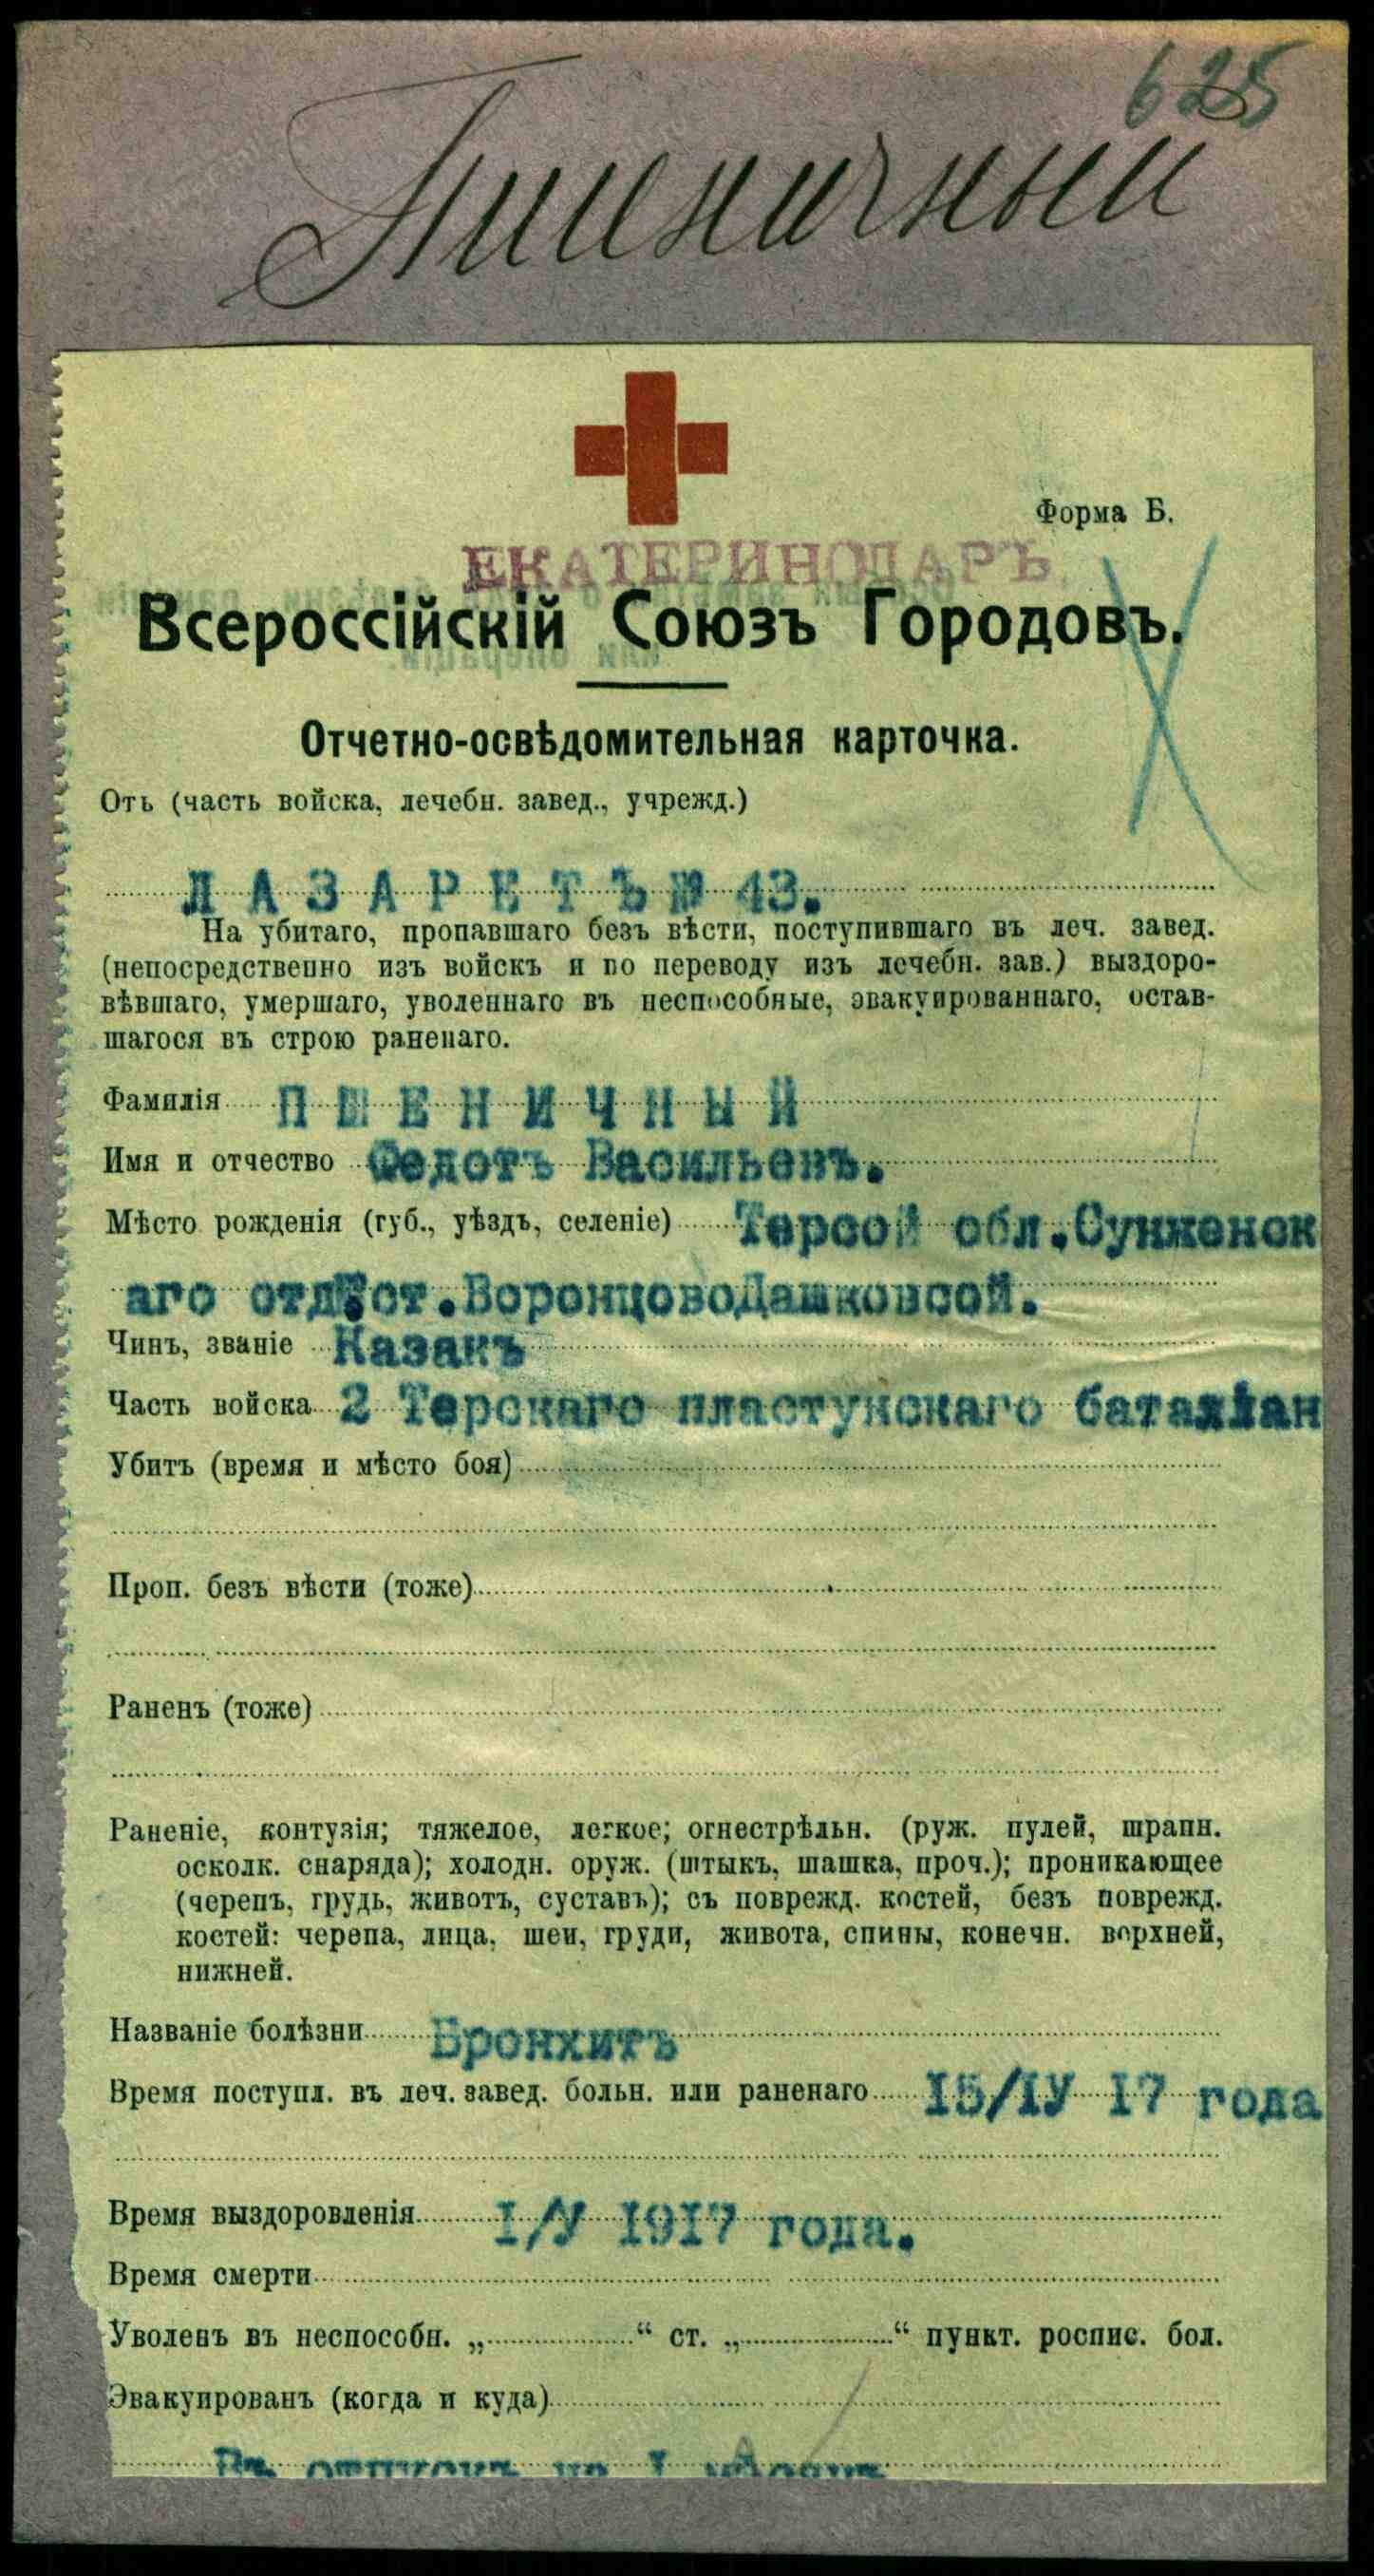 625
Пшеничный
Форма Б.
ЕКАТЕРИНОДАРЪ.
Всероссійскій Союзъ Городовъ.
Отчетно-освѣдомительная карточка.
Отъ (часть войска, лечебн. завед., учрежд.)
ЛАЗАРЕТЪ № 43.
На убитаго, пропавшаго безъ вѣсти, поступившаго въ леч. завед.
(непосредственно изъ войскъ и по переводу изъ лечебн. зав.) выздоро-
вѣвшаго, умершаго, уволеннаго въ неспособные, эвакуированнаго, остав-
шагося въ строю раненаго.
Фамилія ПШЕНИЧНЫЙ
Имя и отчество Федотъ Васильевъ.
Мѣсто рожденія (губ., уѣздъ, селеніе) Терсой обл.Сунженск
аго отд. ст.ВоронцовоДашковсой.
Чинъ, званіе Казакъ
Часть войска 2 Терскаго пластунскаго баталіан
Убитъ (время и мѣсто боя)
Проп. безъ вѣсти (тоже)
Раненъ (тоже)
Раненіе, контузія; тяжелое, легкое; огнестрѣльн. (руж. пулей, шрапн.
осколк. снаряда); холодн. оруж. (штыкъ, шашка, проч.); проникающее
(черепъ, грудь, животъ, суставъ); съ поврежд. костей, безъ поврежд.
костей: черепа, лица, шеи, груди, живота, спины, конечн. верхней,
нижней.
Названіе болѣзни Бронхитъ
Время поступл. въ леч. завед. больн. или раненаго 15/IУ 17 года
Время выздоровленія I/У 1917 года.
Время смерти
Уволенъ въ неспособн. „ “ ст. „ “ пункт. роспис. бол.
Эвакуированъ (когда и куда)
Въ отпускъ на I